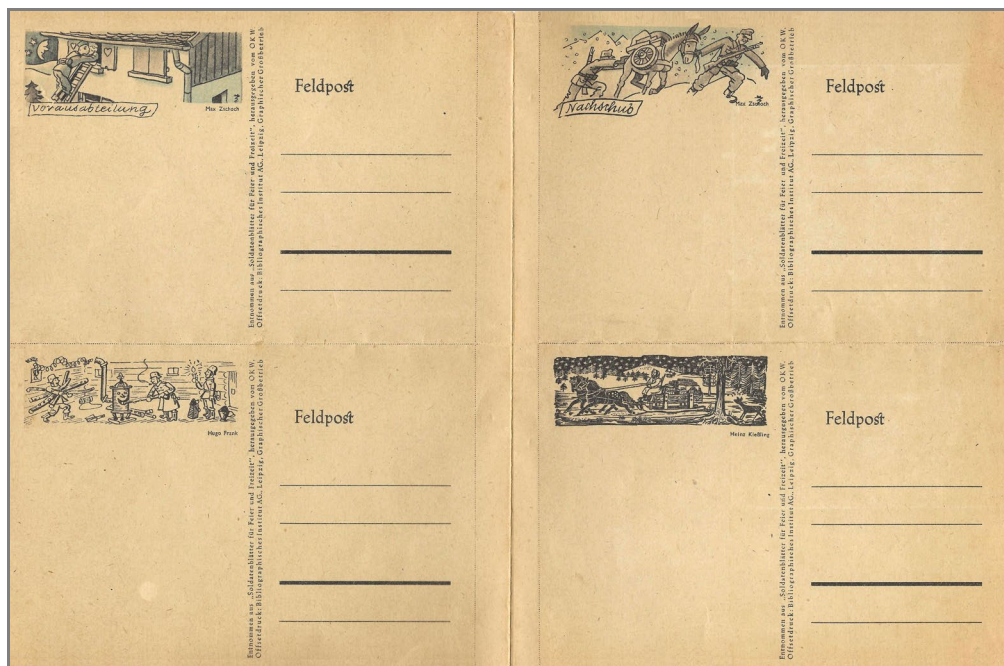 Vorausabteilung
Max Zschoch
Entnommen aus „Soldatenblätter für Feier und Freizeit“, herausgegeben vom OKW.
Offsetdruck: Bibliographisches Institut AG., Leipzig, Graphischer Großbetrieb
Feldpost
Nachschub
Max Zschoch
Entnommen aus „Soldatenblätter für Feier und Freizeit“, herausgegeben vom OKW.
Offsetdruck: Bibliographisches Institut AG., Leipzig, Graphischer Großbetrieb
Feldpost
Hugo Frank
Entnommen aus „Soldatenblätter für Feier und Freizeit“, herausgegeben vom OKW.
Offsetdruck: Bibliographisches Institut AG., Leipzig, Graphischer Großbetrieb
Feldpost
Heinz Kießling
Entnommen aus „Soldatenblätter für Feier und Freizeit“, herausgegeben vom OKW.
Offsetdruck: Bibliographisches Institut AG., Leipzig, Graphischer Großbetrieb
Feldpost